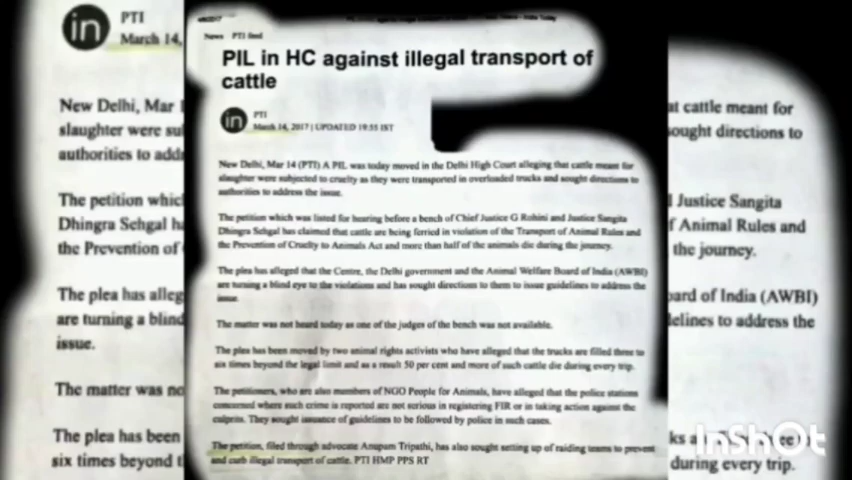 in
PTI
March 14,
New Delhi, Mar
slaughter were
authorities to
The petition
Dhingra Sehgal
the Prevention of
The plea has
are turning a blind
issue.
The matter was
The plea has been
six times beyond
News PTI feed
PIL in HC against illegal transport of
cattle
in
PTI
March 14, 2017 | UPDATED 19:55 IST
New Delhi, Mar 14 (PTI) A PIL was today moved in the Delhi High Court alleging that cattle meant for
slaughter were subjected to cruelty as they were transported in overloaded trucks and sought directions to
authorities to address the issue.
The petition which was listed for hearing before a bench of Chief Justice G Rohini and Justice Sangita
Dhingra Sehgal has claimed that cattle are being ferried in violation of the Transport of Animal Rules and
the Prevention of Cruelty to Animals Act and more than half of the animals die during the journey.
The plea has alleged that the Centre, the Delhi government and the Animal Welfare Board of India (AWBI)
are turning a blind eye to the violations and has sought directions to them to issue guidelines to address the
issue.
The matter was not heard today as one of the judges of the bench was not available.
The plea has been moved by two animal rights activists who have alleged that the trucks are filled three to
six times beyond the legal limit and as a result 50 per cent and more of such cattle die during every trip.
The petitioners, who are also members of NGO People for Animals, have alleged that the police stations
concerned where such crime is reported are not serious in registering FIR or in taking action against the
culprits. They sought issuance of guidelines to be followed by police in such cases.
The petition, filed through advocate Anupam Tripathi, has also sought setting up of raiding teams to prevent
and curb illegal transport of cattle. PTI HMP PPS RT
cattle meant for
sought directions to
Justice Sangita
Animal Rules and
the journey.
of India (AWBI)
to address the
during every trip.
InShOt